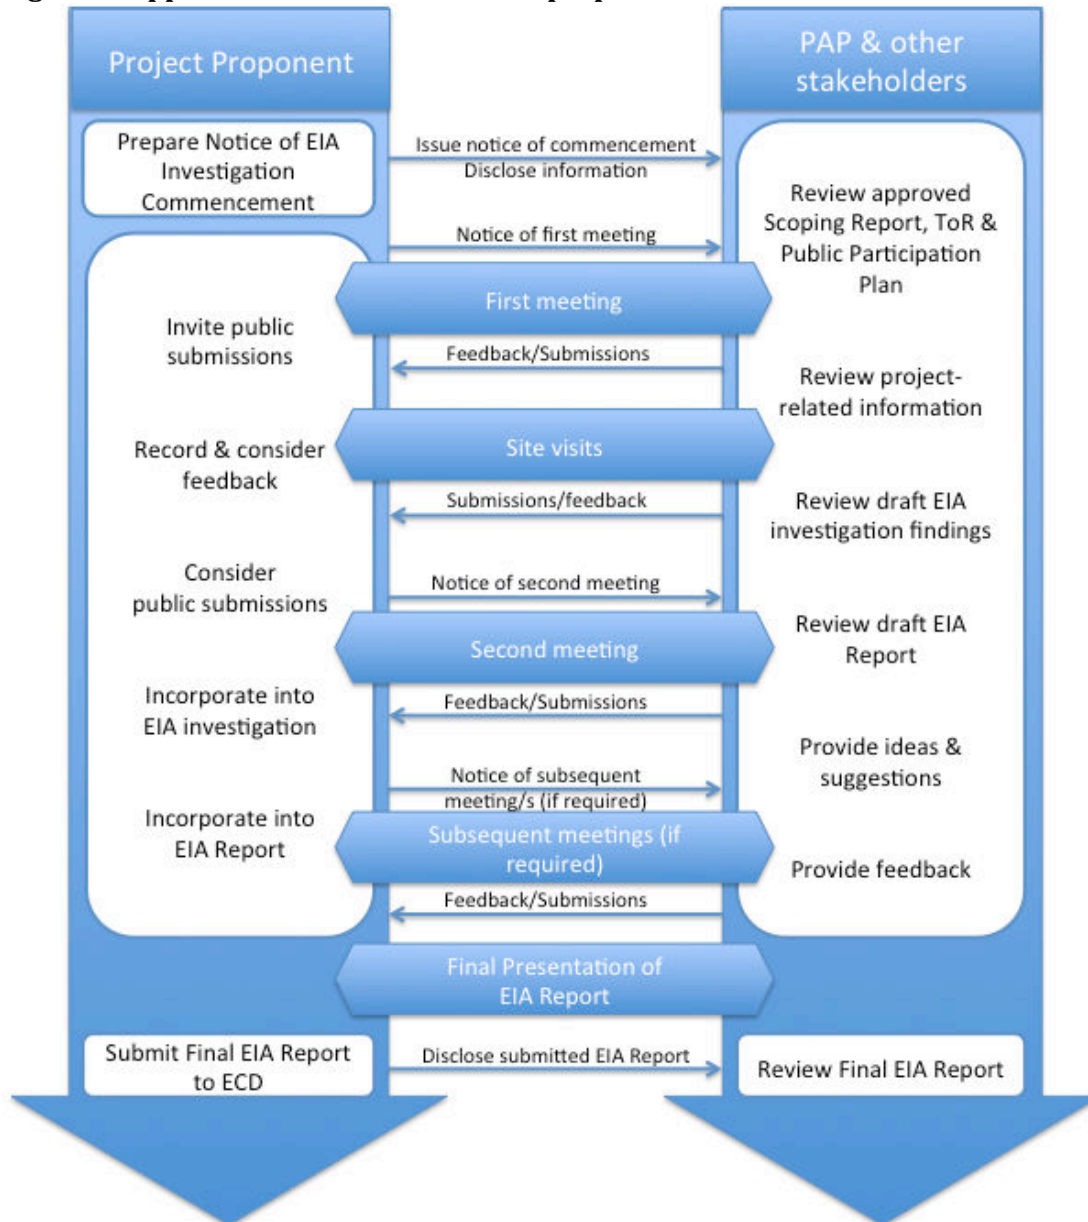 Project Proponent
PAP & other
stakeholders
Prepare Notice of EIA
Investigation
Commencement
Issue notice of commencement
Disclose information
Review approved
Scoping Report, ToR &
Public Participation
Plan
Notice of first meeting
First meeting
Invite public
submissions
Feedback/Submissions
Review project-
related information
Record & consider
feedback
Site visits
Submissions/feedback
Review draft EIA
investigation findings
Consider
public submissions
Notice of second meeting
Second meeting
Review draft EIA
Report
Incorporate into
EIA investigation
Feedback/Submissions
Provide ideas &
suggestions
Notice of subsequent
meeting/s (if required)
Incorporate into
EIA Report
Subsequent meetings (if
required)
Provide feedback
Feedback/Submissions
Final Presentation of
EIA Report
Submit Final EIA Report
to ECD
Disclose submitted EIA Report
Review Final EIA Report